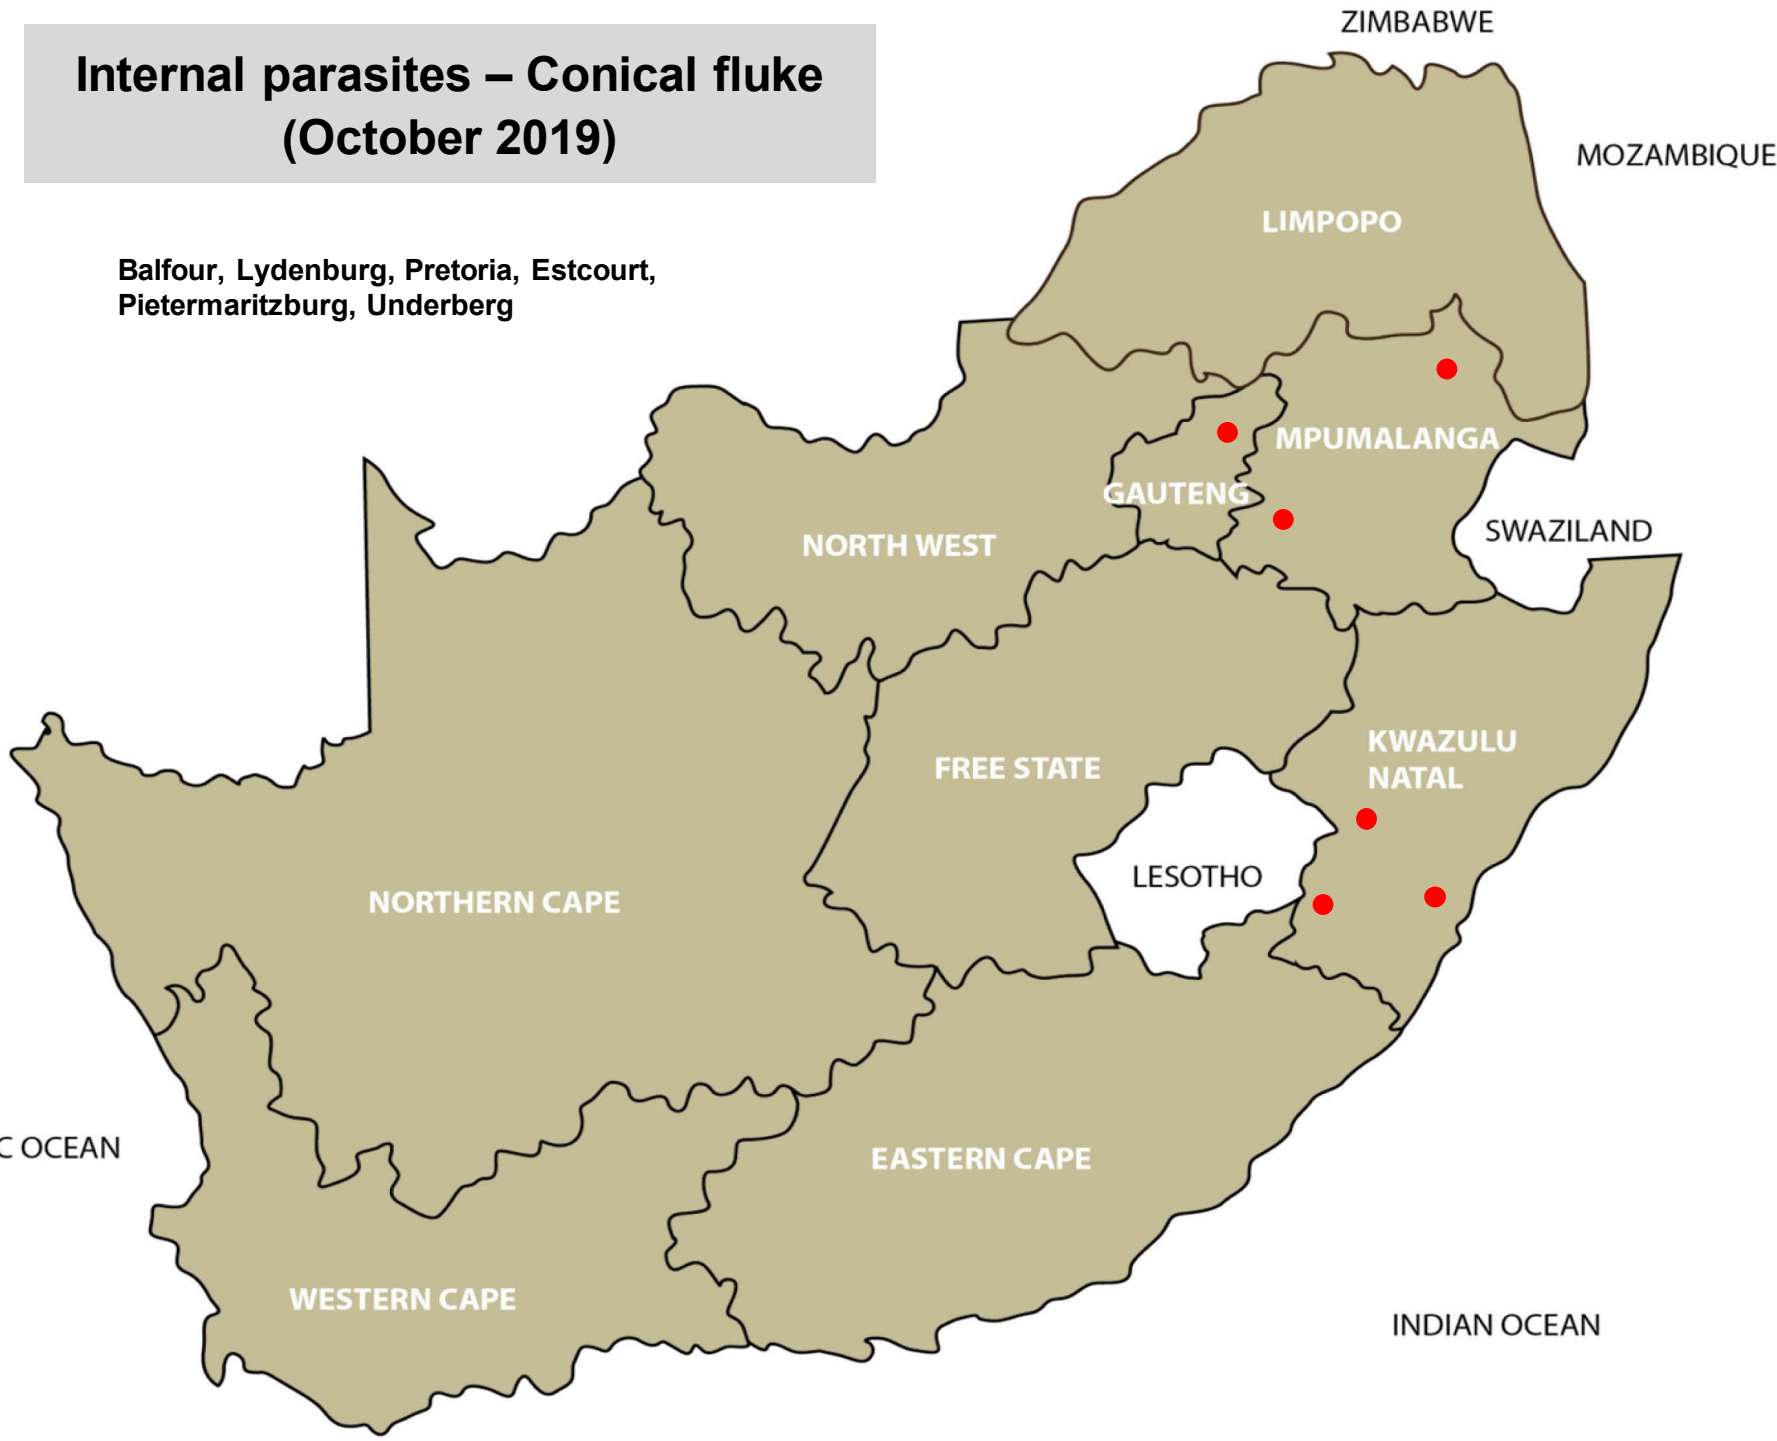 Internal parasites – Conical fluke
(October 2019)
Balfour, Lydenburg, Pretoria, Estcourt,
Pietermaritzburg, Underberg
ZIMBABWE
MOZAMBIQUE
LIMPOPO
MPUMALANGA
GAUTENG
SWAZILAND
NORTH WEST
KWAZULU
NATAL
FREE STATE
LESOTHO
NORTHERN CAPE
C OCEAN
EASTERN CAPE
WESTERN CAPE
INDIAN OCEAN